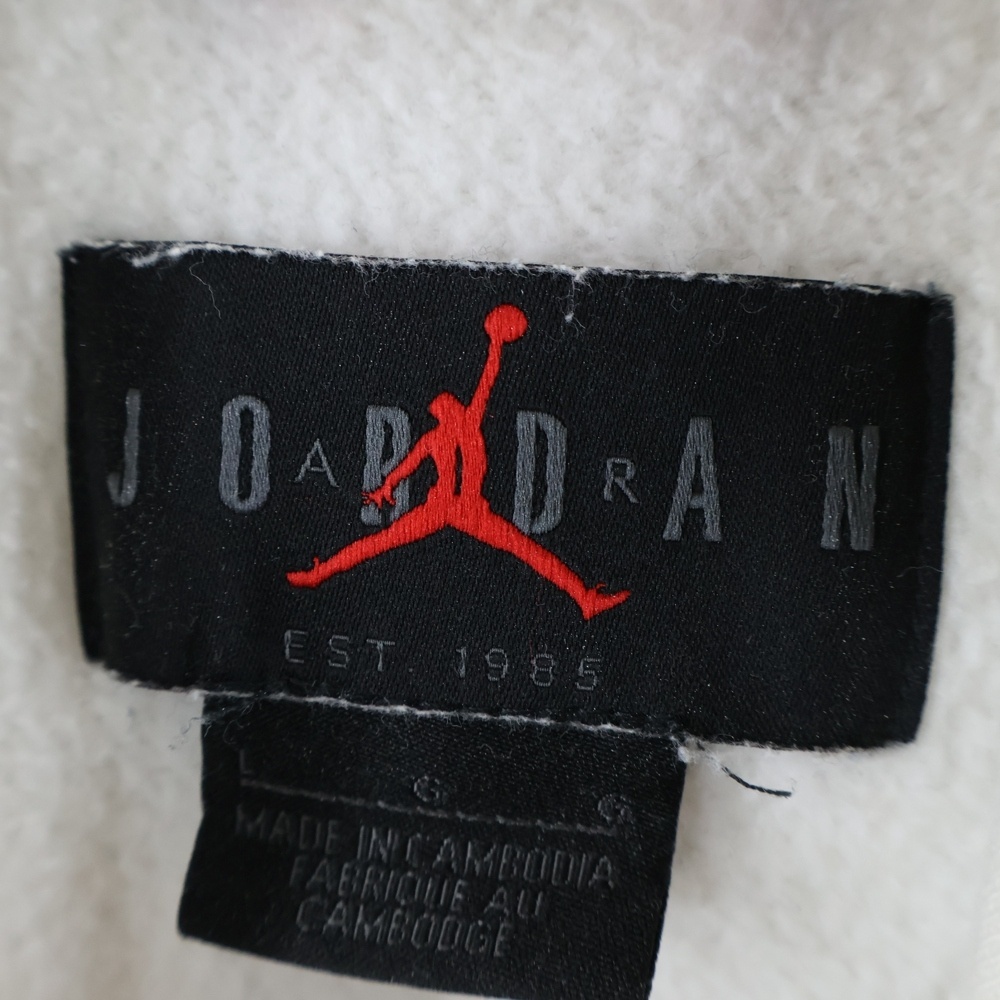 JORDAN
AIR
EST. 1985
L G G
MADE IN CAMBODIA
FABRIQUE AU
CAMBODGE